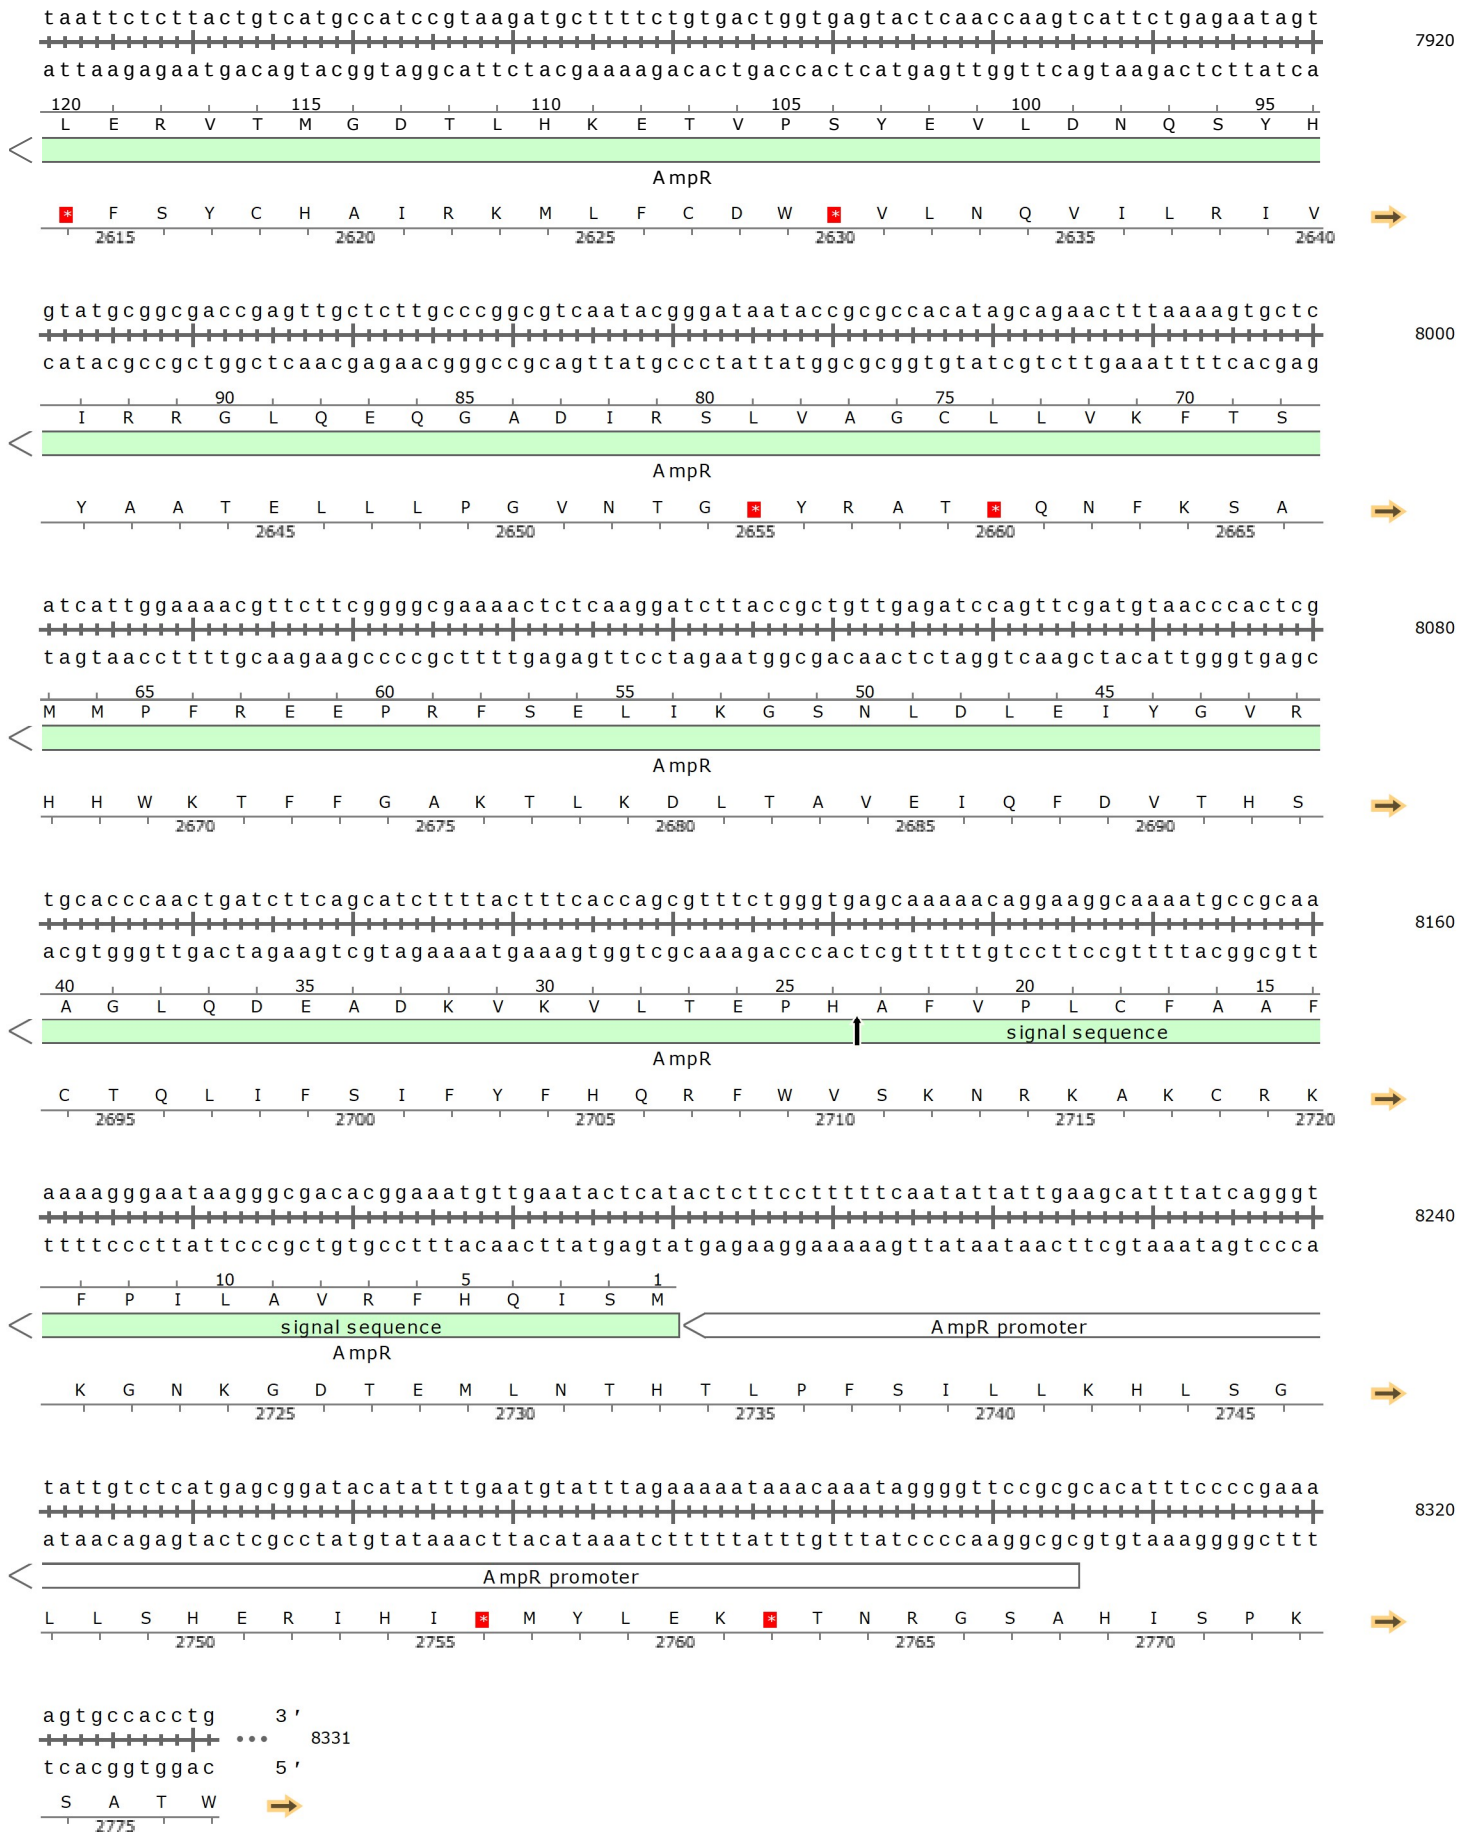 taattctcttactgtcatgccatccgtaagatgcttttctgtgactggtgagtactcaaccaagtcattctgagaatagt
7920
attaagagaatgacagtacggtaggcattctacgaaaagacactgaccactcatgagttggttcagtaagactcttatca
120 115 110 105 100 95
L E R V T M G D T L H K E T V P S Y E V L D N Q S Y H
AmpR
* F S Y C H A I R K M L F C D W * V L N Q V I L R I V
2615 2620 2625 2630 2635 2640
gtatgcggcgaccgagttgctcttgcccggcgtcaatacgggataataccgcgccacatagcagaactttaaaagtgctc
8000
catacgccgctggctcaacgagaacgggccgcagttatgccctattatggcgcggtgtatcgtcttgaaattttcacgag
90 85 80 75 70
I R R G L Q E Q G A D I R S L V A G C L L V K F T S
AmpR
Y A A T E L L L P G V N T G * Y R A T * Q N F K S A
2645 2650 2655 2660 2665
atcattggaaaacgttcttcggggcgaaaactctcaaggatcttaccgctgttgagatccagttcgatgtaacccactcg
8080
tagtaaccttttgcaagaagccccgcttttgagagttcctagaatggcgacaactctaggtcaagctacattgggtgagc
65 60 55 50 45
M M P F R E E P R F S E L I K G S N L D L E I Y G V R
AmpR
H H W K T F F G A K T L K D L T A V E I Q F D V T H S
2670 2675 2680 2685 2690
tgcacccaactgatcttcagcatcttttactttcaccagcgtttctgggtgagcaaaaacaggaaggcaaaatgccgcaa
8160
acgtgggttgactagaagtcgtagaaaatgaaagtggtcgcaaagacccactcgtttttgtccttccgttttacggcgtt
40 35 30 25 20 15
A G L Q D E A D K V K V L T E P H A F V P L C F A A F
signal sequence
AmpR
C T Q L I F S I F Y F H Q R F W V S K N R K A K C R K
2695 2700 2705 2710 2715 2720
aaaagggaataagggcgacacggaaatgttgaatactcatactcttcctttttcaatattattgaagcatttatcagggt
8240
ttttcccttattcccgctgtgcctttacaacttatgagtatgagaaggaaaaagttataataacttcgtaaatagtccca
10 5 1
F P I L A V R F H Q I S M
signal sequence AmpR promoter
AmpR
K G N K G D T E M L N T H T L P F S I L L K H L S G
2725 2730 2735 2740 2745
tattgtctcatgagcggatacatatttgaatgtatttagaaaaataaacaaataggggttccgcgcacatttccccgaaa
8320
ataacagagtactcgcctatgtataaacttacataaatctttttatttgtttatccccaaggcgcgtgtaaaggggcttt
AmpR promoter
L L S H E R I H I * M Y L E K * T N R G S A H I S P K
2750 2755 2760 2765 2770
agtgccacctg 3′
••• 8331
tcacggtggac 5′
S A T W
2775